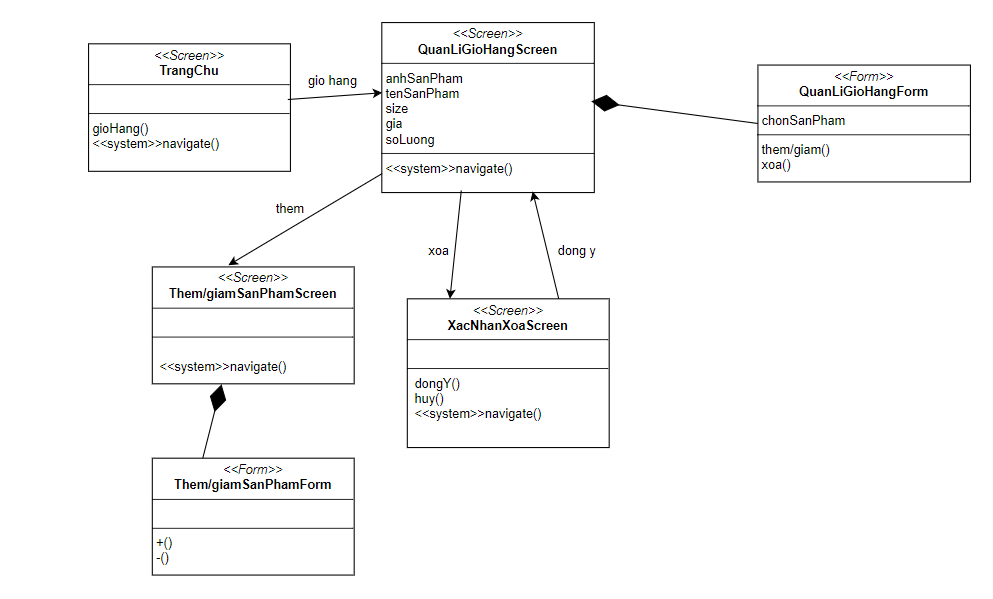 <<Screen>>
TrangChu
gioHang()
<<system>>navigate()
gio hang
<<Screen>>
QuanLiGioHangScreen
anhSanPham
tenSanPham
size
gia
soLuong
<<system>>navigate()
<<Form>>
QuanLiGioHangForm
chonSanPham
them/giam()
xoa()
them
xoa
dong y
<<Screen>>
Them/giamSanPhamScreen
<<system>>navigate()
<<Screen>>
XacNhanXoaScreen
dongY()
huy()
<<system>>navigate()
<<Form>>
Them/giamSanPhamForm
+()
-()